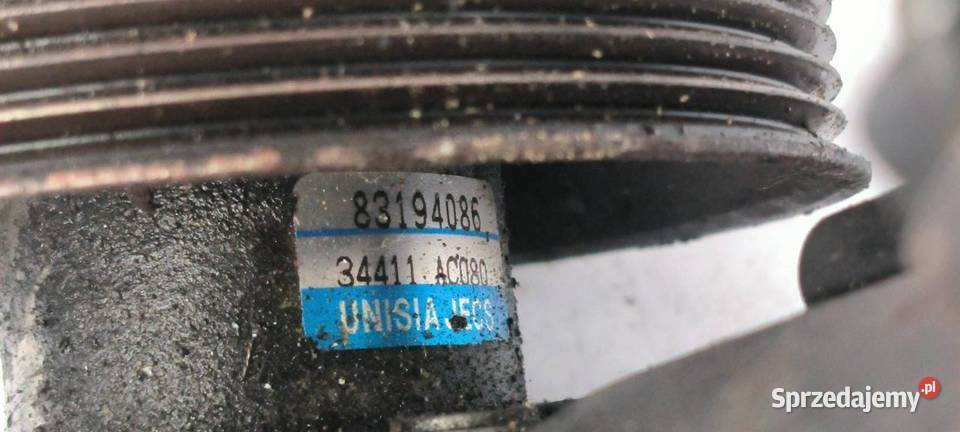 83194086,
34411 AC080
UNISIA JECS
Sprzedajemy.pl